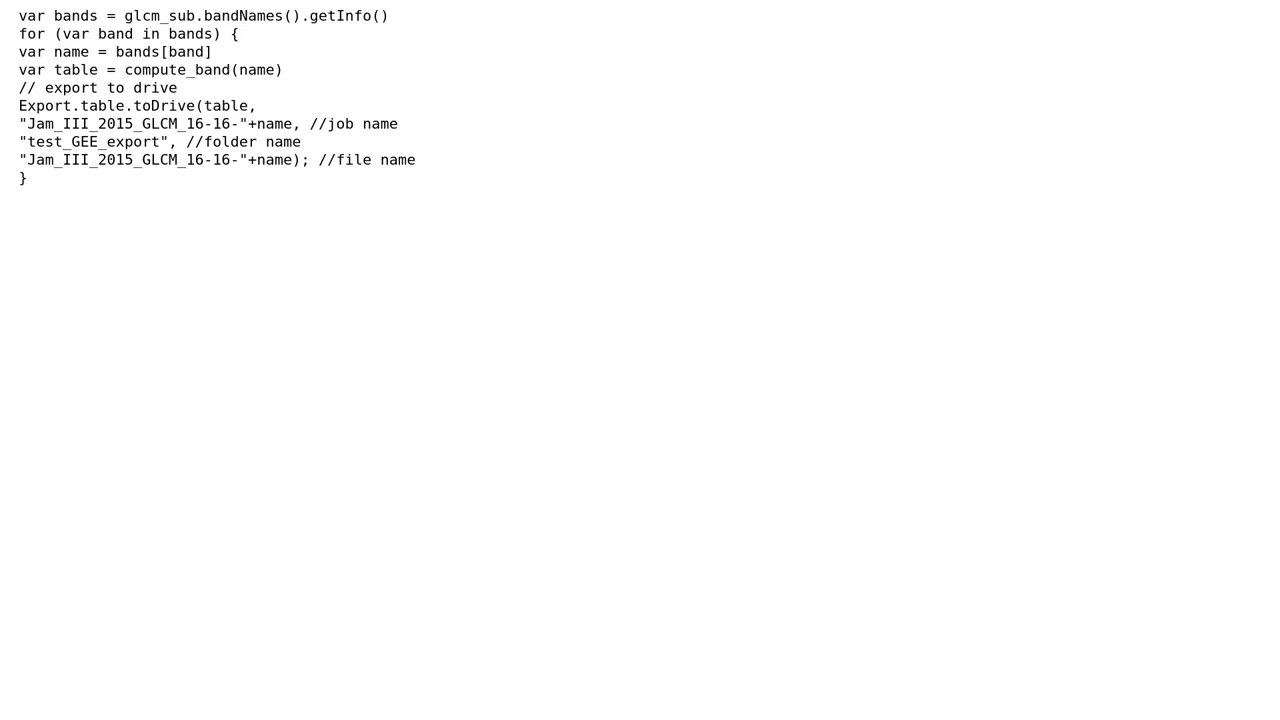 var bands = glcm_sub.bandNames().getInfo()
for (var band in bands) {
var name = bands[band]
var table = compute_band(name)
// export to drive
Export.table.toDrive(table,
"Jam_III_2015_GLCM_16-16-"+name, //job name
"test_GEE_export", //folder name
"Jam_III_2015_GLCM_16-16-"+name); //file name
}